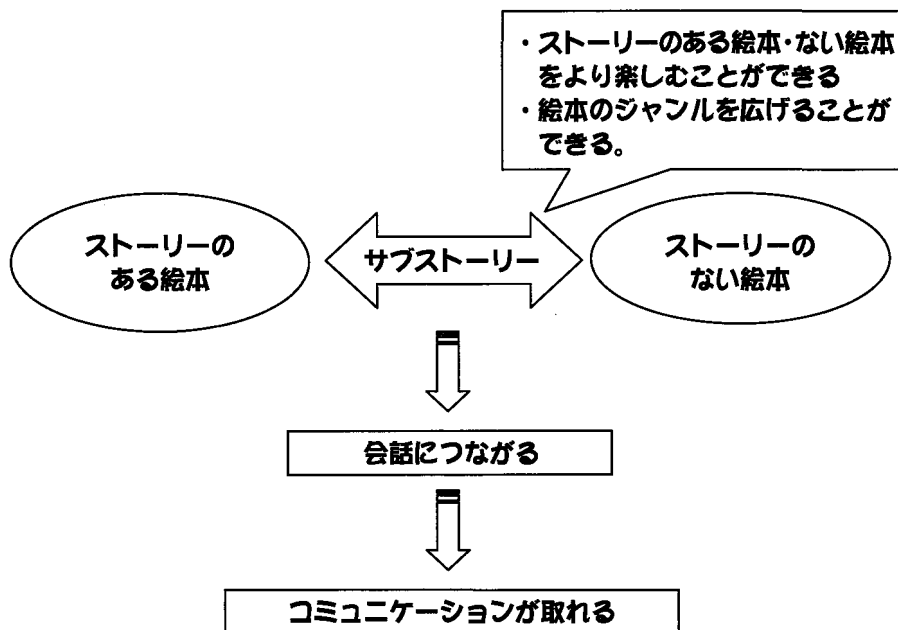 ・ストーリーのある絵本・ない絵本
をより楽しむことができる
・絵本のジャンルを広げることが
できる。
ストーリーの
ある絵本
サブストーリー
ストーリーの
ない絵本
会話につながる
コミュニケーションが取れる